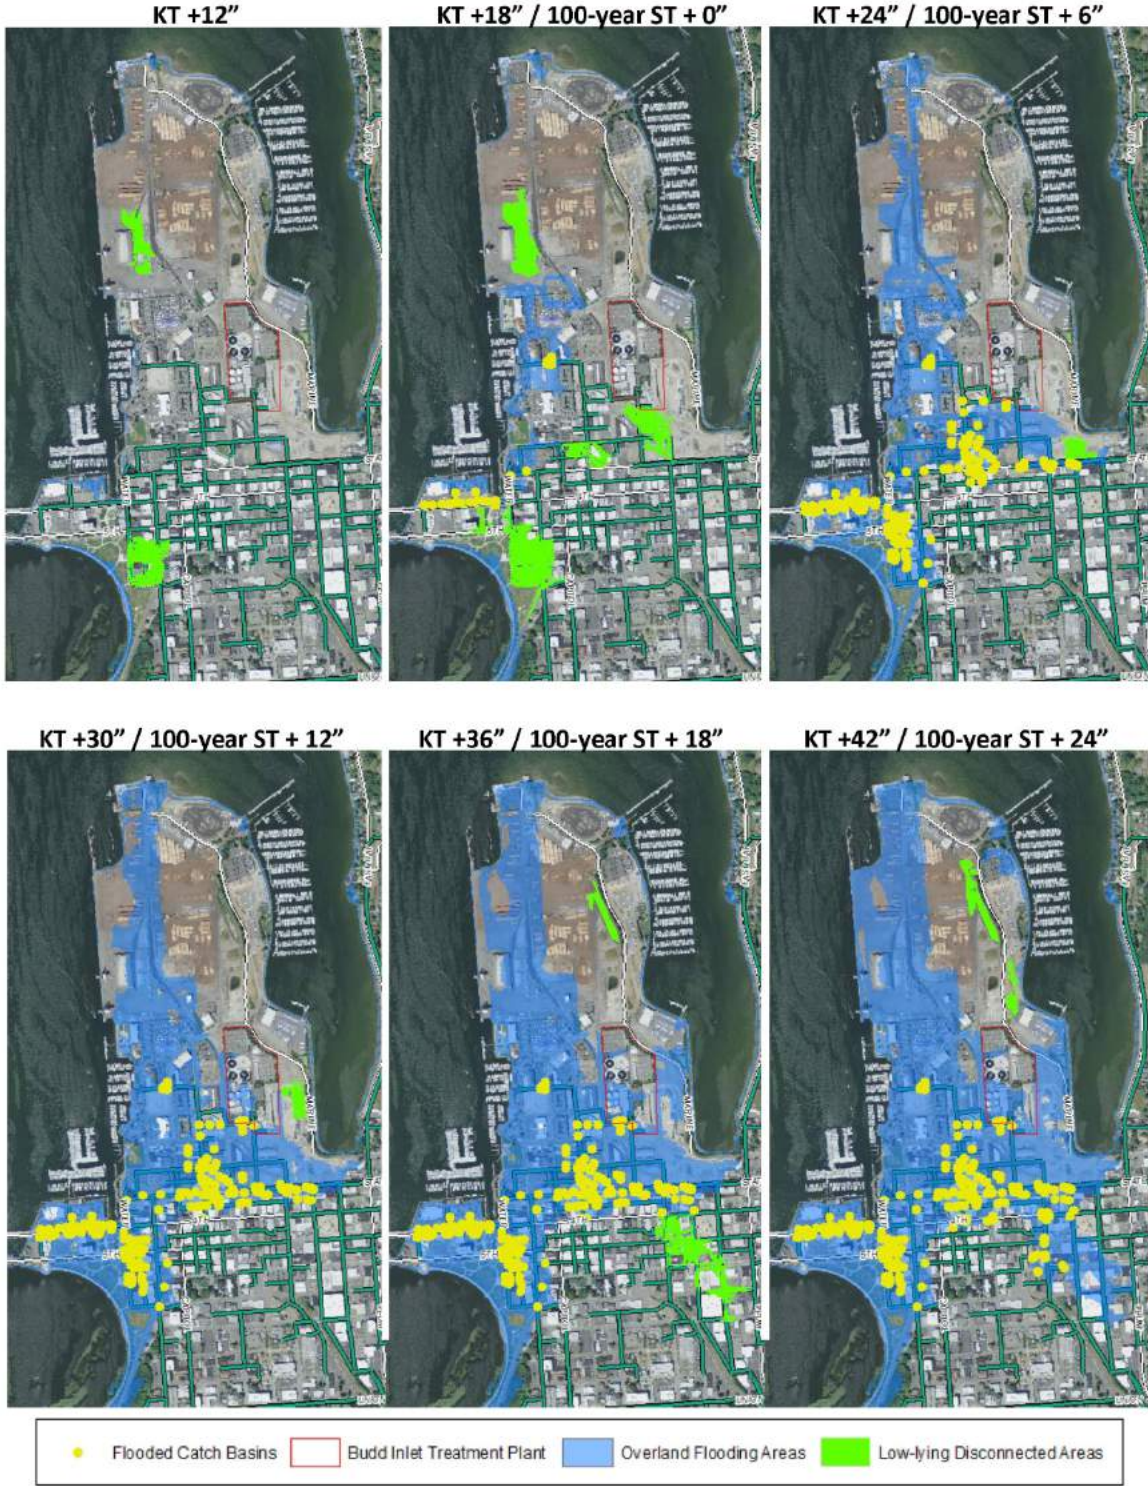 KT +12”
KT +18” / 100-year ST + 0”
KT +24” / 100-year ST + 6”
KT +30” / 100-year ST + 12”
KT +36” / 100-year ST + 18”
KT +42” / 100-year ST + 24”
Flooded Catch Basins
Budd Inlet Treatment Plant
Overland Flooding Areas
Low-lying Disconnected Areas